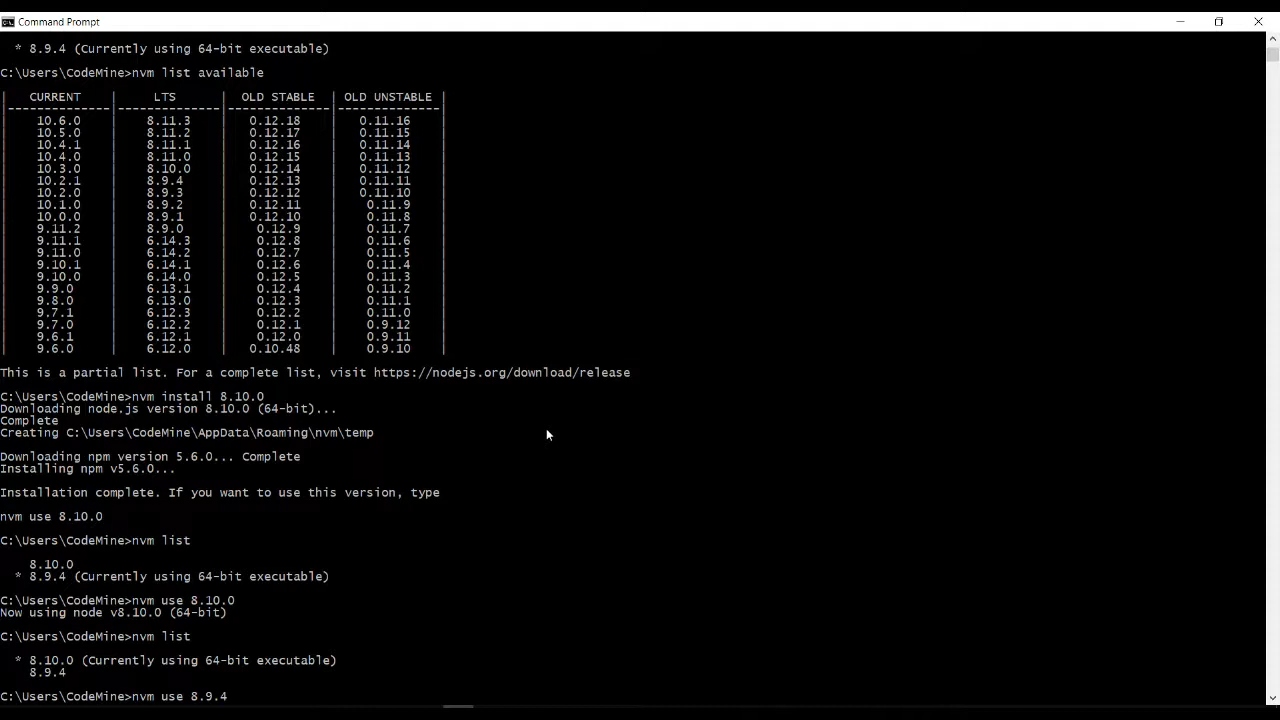 Command Prompt
* 8.9.4 (Currently using 64-bit executable)
C:\Users\CodeMine>nvm list available
| CURRENT | LTS | OLD STABLE | OLD UNSTABLE |
|--------------|--------------|--------------|--------------|
| 10.6.0 | 8.11.3 | 0.12.18 | 0.11.16 |
| 10.5.0 | 8.11.2 | 0.12.17 | 0.11.15 |
| 10.4.1 | 8.11.1 | 0.12.16 | 0.11.14 |
| 10.4.0 | 8.11.0 | 0.12.15 | 0.11.13 |
| 10.3.0 | 8.10.0 | 0.12.14 | 0.11.12 |
| 10.2.1 | 8.9.4 | 0.12.13 | 0.11.11 |
| 10.2.0 | 8.9.3 | 0.12.12 | 0.11.10 |
| 10.1.0 | 8.9.2 | 0.12.11 | 0.11.9 |
| 10.0.0 | 8.9.1 | 0.12.10 | 0.11.8 |
| 9.11.2 | 8.9.0 | 0.12.9 | 0.11.7 |
| 9.11.1 | 6.14.3 | 0.12.8 | 0.11.6 |
| 9.11.0 | 6.14.2 | 0.12.7 | 0.11.5 |
| 9.10.1 | 6.14.1 | 0.12.6 | 0.11.4 |
| 9.10.0 | 6.14.0 | 0.12.5 | 0.11.3 |
| 9.9.0 | 6.13.1 | 0.12.4 | 0.11.2 |
| 9.8.0 | 6.13.0 | 0.12.3 | 0.11.1 |
| 9.7.1 | 6.12.3 | 0.12.2 | 0.11.0 |
| 9.7.0 | 6.12.2 | 0.12.1 | 0.9.12 |
| 9.6.1 | 6.12.1 | 0.12.0 | 0.9.11 |
| 9.6.0 | 6.12.0 | 0.10.48 | 0.9.10 |
This is a partial list. For a complete list, visit https://nodejs.org/download/release
C:\Users\CodeMine>nvm install 8.10.0
Downloading node.js version 8.10.0 (64-bit)...
Complete
Creating C:\Users\CodeMine\AppData\Roaming\nvm\temp
Downloading npm version 5.6.0... Complete
Installing npm v5.6.0...
Installation complete. If you want to use this version, type
nvm use 8.10.0
C:\Users\CodeMine>nvm list
8.10.0
* 8.9.4 (Currently using 64-bit executable)
C:\Users\CodeMine>nvm use 8.10.0
Now using node v8.10.0 (64-bit)
C:\Users\CodeMine>nvm list
* 8.10.0 (Currently using 64-bit executable)
8.9.4
C:\Users\CodeMine>nvm use 8.9.4